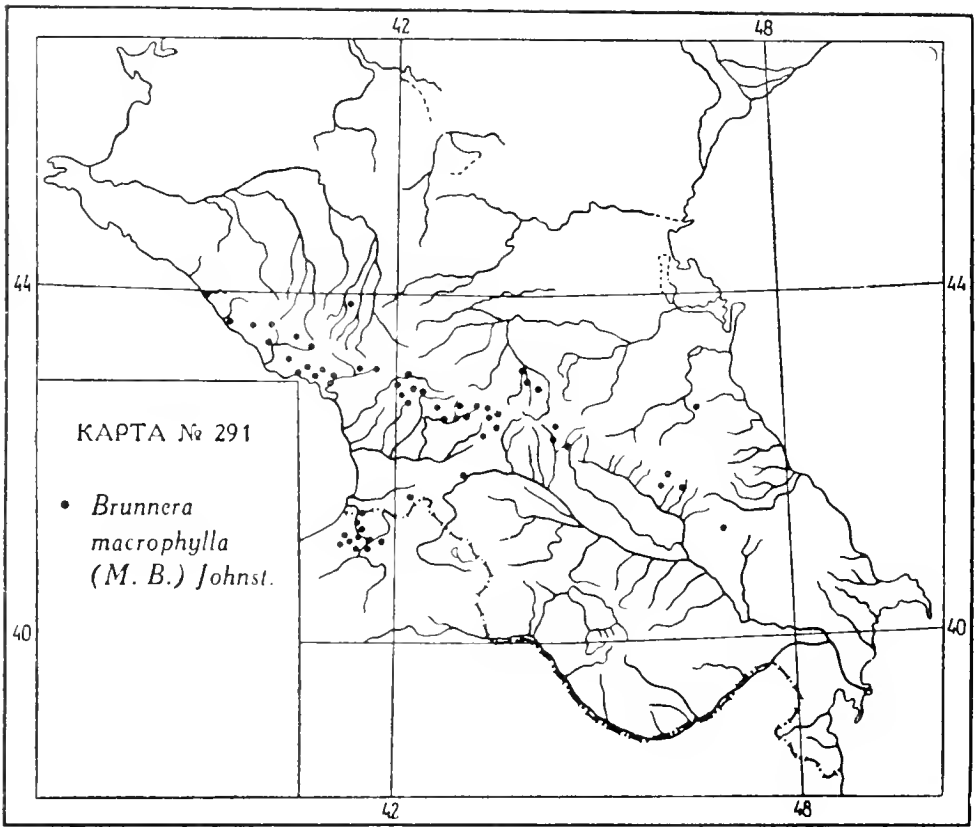 42 48
44 44
КАРТА № 291
• Brunnera
macrophylla
(M. B.) Johnst.
40 40
42 48